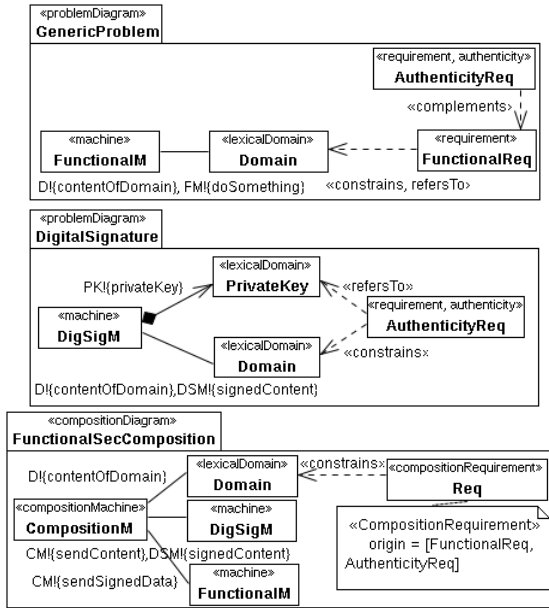 «problemDiagram»
GenericProblem
«requirement, authenticity»
AuthenticityReq
«complements»
«machine»
FunctionalM
«lexicalDomain»
Domain
«requirement»
FunctionalReq
D!{contentOfDomain}, FM!{doSomething}
«constrains, refersTo»
«problemDiagram»
DigitalSignature
«lexicalDomain»
PrivateKey
PK!{privateKey}
«refersTo»
«machine»
DigSigM
«requirement, authenticity»
AuthenticityReq
«lexicalDomain»
Domain
«constrains»
D!{contentOfDomain},DSM!{signedContent}
«compositionDiagram»
FunctionalSecComposition
«lexicalDomain»
Domain
«constrains»
«compositionRequirement»
Req
D!{contentOfDomain}
«compositionMachine»
CompositionM
«machine»
DigSigM
«CompositionRequirement»
origin = [FunctionalReq,
AuthenticityReq]
CM!{sendContent},DSM!{signedContent}
CM!{sendSignedData}
«machine»
FunctionalM